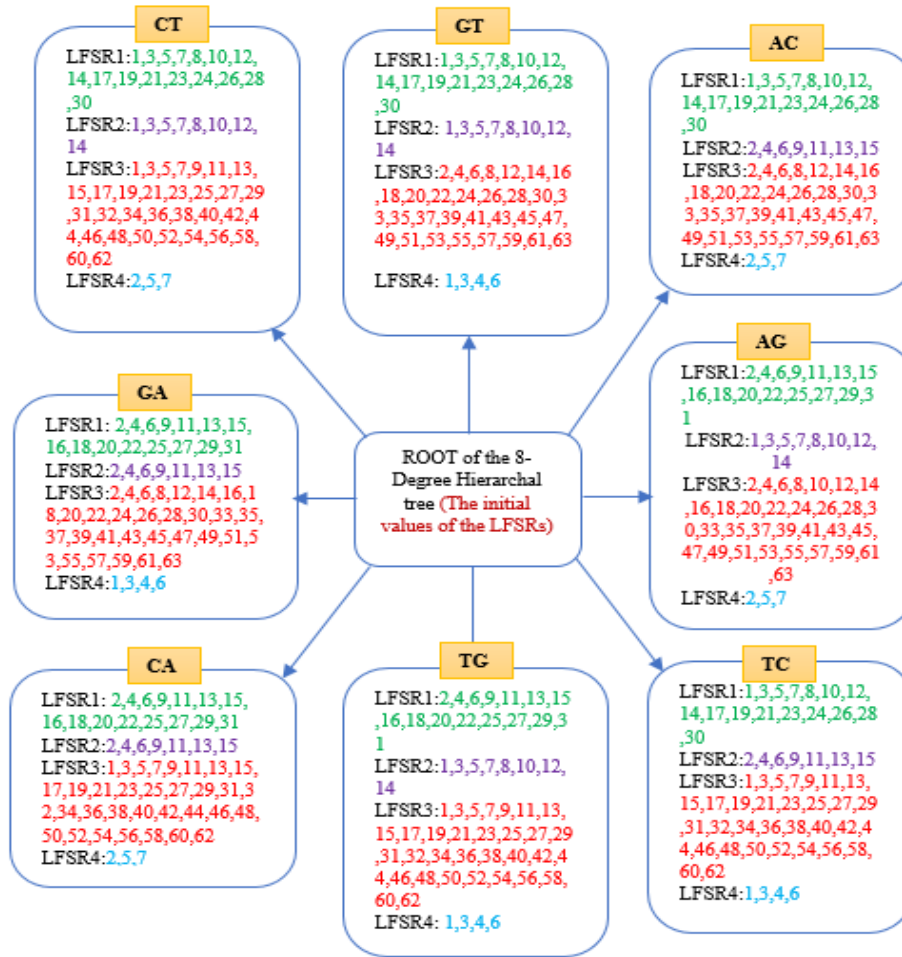 CT
LFSR1:1,3,5,7,8,10,12,
14,17,19,21,23,24,26,28
,30
LFSR2:1,3,5,7,8,10,12,
14
LFSR3:1,3,5,7,9,11,13,
15,17,19,21,23,25,27,29
,31,32,34,36,38,40,42,4
4,46,48,50,52,54,56,58,
60,62
LFSR4:2,5,7
GT
LFSR1:1,3,5,7,8,10,12,
14,17,19,21,23,24,26,28
,30
LFSR2: 1,3,5,7,8,10,12,
14
LFSR3:2,4,6,8,12,14,16
,18,20,22,24,26,28,30,3
3,35,37,39,41,43,45,47,
49,51,53,55,57,59,61,63
LFSR4: 1,3,4,6
AC
LFSR1:1,3,5,7,8,10,12,
14,17,19,21,23,24,26,28
,30
LFSR2:2,4,6,9,11,13,15
LFSR3:2,4,6,8,12,14,16
,18,20,22,24,26,28,30,3
3,35,37,39,41,43,45,47,
49,51,53,55,57,59,61,63
LFSR4:2,5,7
GA
LFSR1: 2,4,6,9,11,13,15,
16,18,20,22,25,27,29,31
LFSR2:2,4,6,9,11,13,15
LFSR3:2,4,6,8,12,14,16,1
8,20,22,24,26,28,30,33,35,
37,39,41,43,45,47,49,51,5
3,55,57,59,61,63
LFSR4:1,3,4,6
ROOT of the 8-
Degree Hierarchal
tree (The initial
values of the LFSRs)
AG
LFSR1:2,4,6,9,11,13,15
,16,18,20,22,25,27,29,3
1
LFSR2:1,3,5,7,8,10,12,
14
LFSR3:2,4,6,8,10,12,14
,16,18,20,22,24,26,28,3
0,33,35,37,39,41,43,45,
47,49,51,53,55,57,59,61
,63
LFSR4:2,5,7
CA
LFSR1: 2,4,6,9,11,13,15,
16,18,20,22,25,27,29,31
LFSR2:2,4,6,9,11,13,15
LFSR3:1,3,5,7,9,11,13,15,
17,19,21,23,25,27,29,31,3
2,34,36,38,40,42,44,46,48,
50,52,54,56,58,60,62
LFSR4:2,5,7
TG
LFSR1:2,4,6,9,11,13,15
,16,18,20,22,25,27,29,3
1
LFSR2:1,3,5,7,8,10,12,
14
LFSR3:1,3,5,7,9,11,13,
15,17,19,21,23,25,27,29
,31,32,34,36,38,40,42,4
4,46,48,50,52,54,56,58,
60,62
LFSR4: 1,3,4,6
TC
LFSR1:1,3,5,7,8,10,12,
14,17,19,21,23,24,26,28
,30
LFSR2:2,4,6,9,11,13,15
LFSR3:1,3,5,7,9,11,13,
15,17,19,21,23,25,27,29
,31,32,34,36,38,40,42,4
4,46,48,50,52,54,56,58,
60,62
LFSR4:1,3,4,6